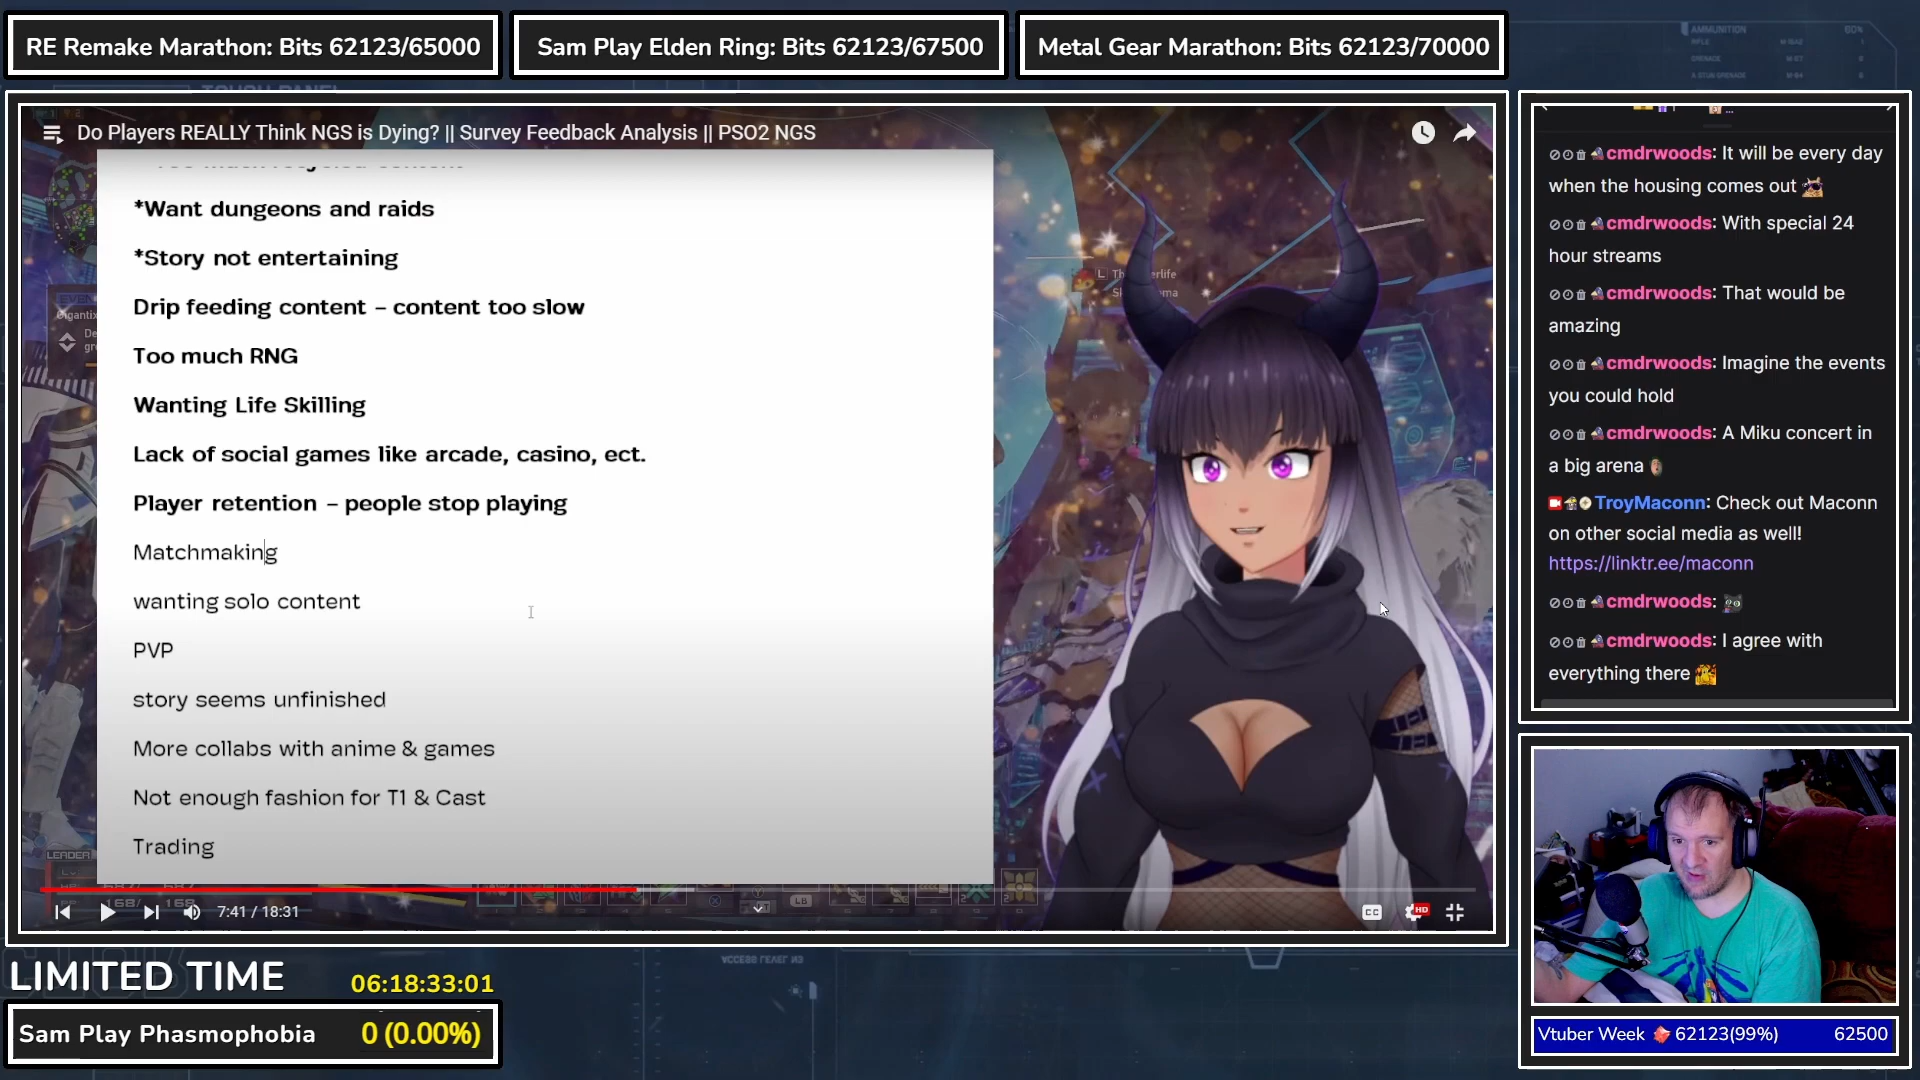 RE Remake Marathon: Bits 62123/65000
Sam Play Elden Ring: Bits 62123/67500
Metal Gear Marathon: Bits 62123/70000
AMMUNITION
Do Players REALLY Think NGS is Dying? || Survey Feedback Analysis || PSO2 NGS
*Want dungeons and raids
*Story not entertaining
Drip feeding content - content too slow
Too much RNG
Wanting Life Skilling
Lack of social games like arcade, casino, ect.
Player retention - people stop playing
Matchmaking
wanting solo content
PVP
story seems unfinished
More collabs with anime & games
Not enough fashion for T1 & Cast
Trading
LEADER
7:41 / 18:31
CC
HD
cmdrwoods: It will be every day
when the housing comes out
cmdrwoods: With special 24
hour streams
cmdrwoods: That would be
amazing
cmdrwoods: Imagine the events
you could hold
cmdrwoods: A Miku concert in
a big arena
TroyMaconn: Check out Maconn
on other social media as well!
https://linktr.ee/maconn
cmdrwoods:
cmdrwoods: I agree with
everything there
LIMITED TIME
06:18:33:01
Sam Play Phasmophobia 0 (0.00%)
Vtuber Week 62123(99%) 62500